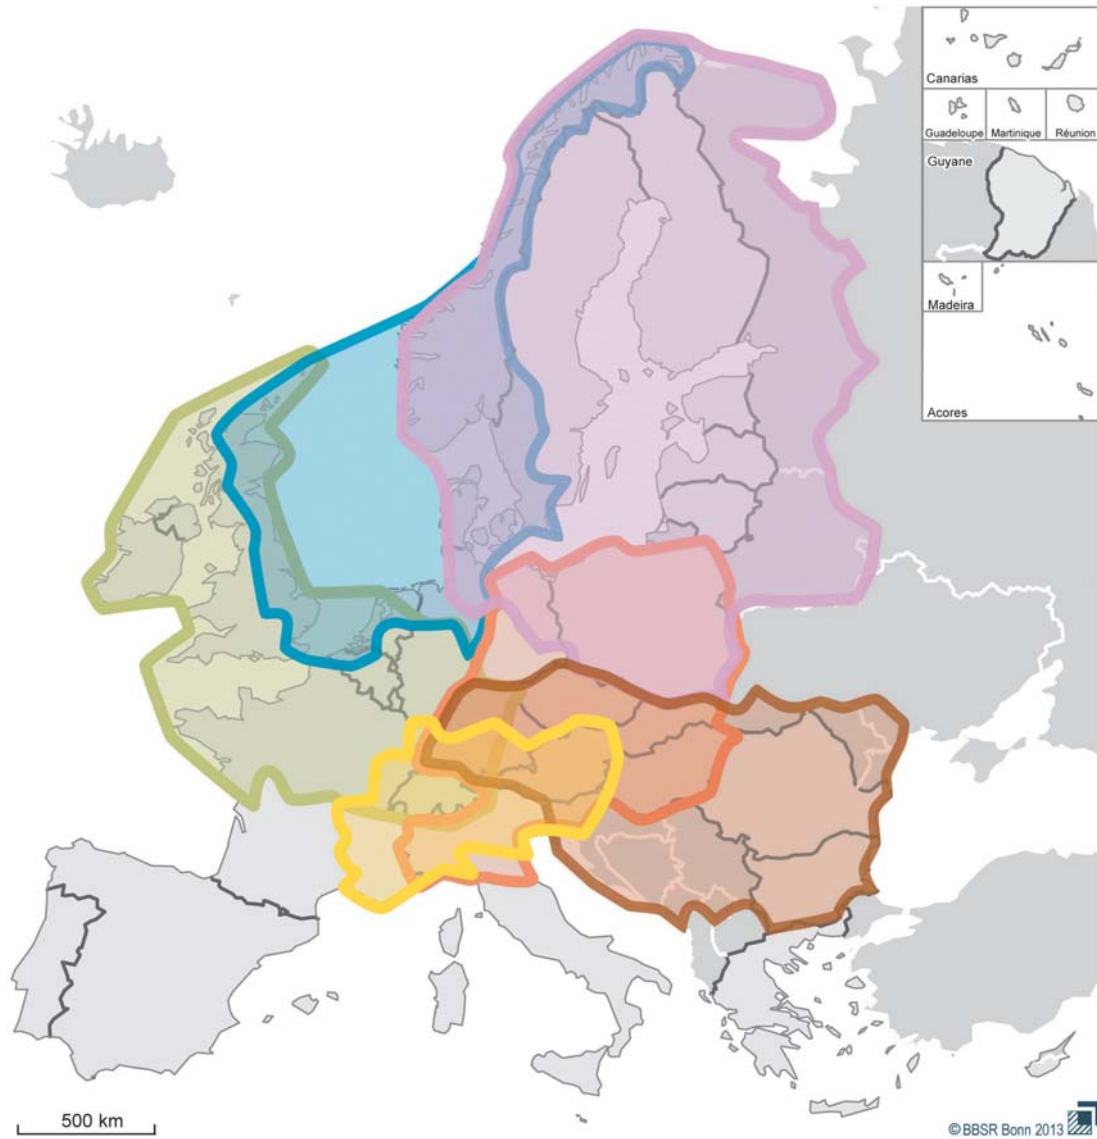 Canarias
Guadeloupe
Martinique
Réunion
Guyane
Madeira
Acores
500 km
© BBSR Bonn 2013